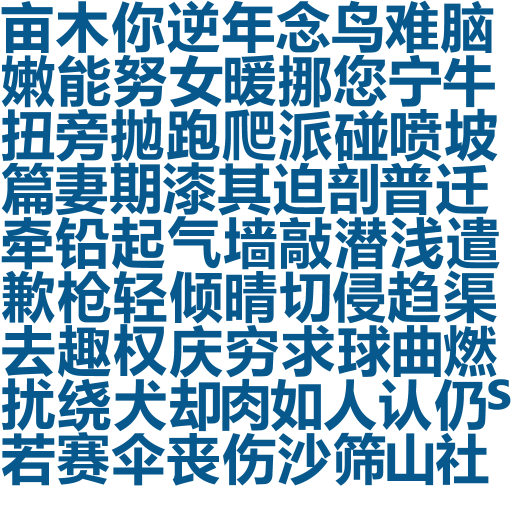 亩木你逆年念鸟难脑
嫩能努女暖挪您宁牛
扭旁抛跑爬派碰喷坡
篇妻期漆其迫剖普迁
牵铅起气墙敲潜浅遣
歉枪轻倾晴切侵趋渠
去趣权庆穷求球曲燃
扰绕犬却肉如人认仍s
若赛伞丧伤沙筛山社